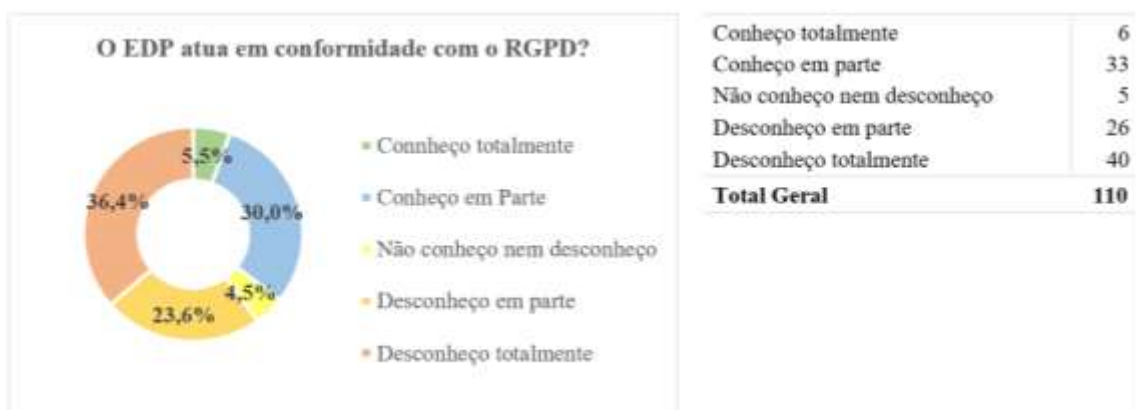 O EDP atua em conformidade com o RGPD?
5,5%
30,0%
4,5%
23,6%
36,4%
Connheço totalmente
Conheço em Parte
Não conheço nem desconheço
Desconheço em parte
Desconheço totalmente
Conheço totalmente 6
Conheço em parte 33
Não conheço nem desconheço 5
Desconheço em parte 26
Desconheço totalmente 40
Total Geral 110